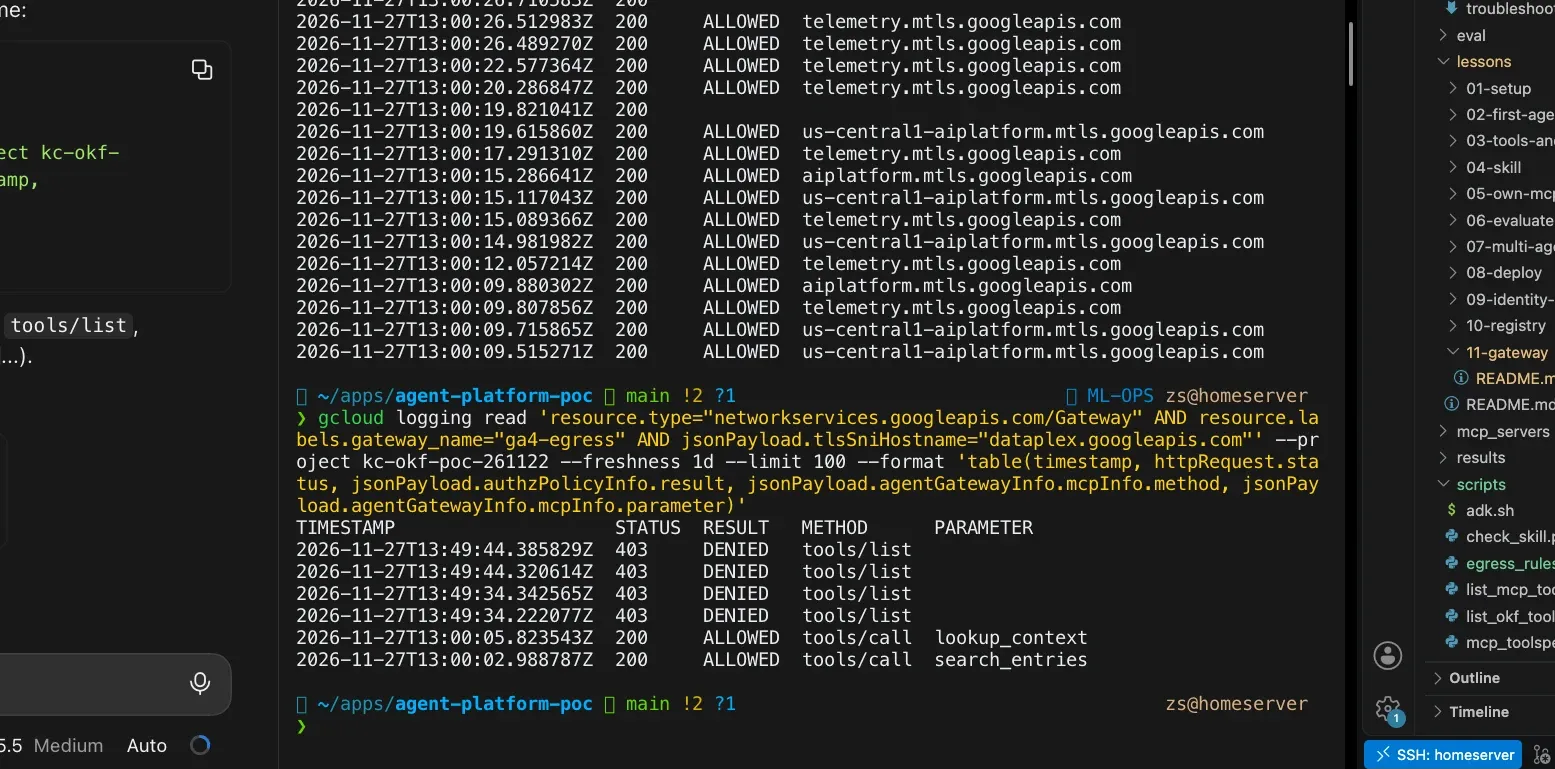 me:
ect kc-okf-
amp,
tools/list,
...).
5.5 Medium Auto
2026-11-27T13:00:26.710583Z 200
2026-11-27T13:00:26.512983Z 200 ALLOWED telemetry.mtls.googleapis.com
2026-11-27T13:00:26.489270Z 200 ALLOWED telemetry.mtls.googleapis.com
2026-11-27T13:00:22.577364Z 200 ALLOWED telemetry.mtls.googleapis.com
2026-11-27T13:00:20.286847Z 200 ALLOWED telemetry.mtls.googleapis.com
2026-11-27T13:00:19.821041Z 200
2026-11-27T13:00:19.615860Z 200 ALLOWED us-central1-aiplatform.mtls.googleapis.com
2026-11-27T13:00:17.291310Z 200 ALLOWED telemetry.mtls.googleapis.com
2026-11-27T13:00:15.286641Z 200 ALLOWED aiplatform.mtls.googleapis.com
2026-11-27T13:00:15.117043Z 200 ALLOWED us-central1-aiplatform.mtls.googleapis.com
2026-11-27T13:00:15.089366Z 200 ALLOWED telemetry.mtls.googleapis.com
2026-11-27T13:00:14.981982Z 200 ALLOWED us-central1-aiplatform.mtls.googleapis.com
2026-11-27T13:00:12.057214Z 200 ALLOWED telemetry.mtls.googleapis.com
2026-11-27T13:00:09.880302Z 200 ALLOWED aiplatform.mtls.googleapis.com
2026-11-27T13:00:09.807856Z 200 ALLOWED telemetry.mtls.googleapis.com
2026-11-27T13:00:09.715865Z 200 ALLOWED us-central1-aiplatform.mtls.googleapis.com
2026-11-27T13:00:09.515271Z 200 ALLOWED us-central1-aiplatform.mtls.googleapis.com
~/apps/agent-platform-poc main !2 ?1 ML-OPS zs@homeserver
❯ gcloud logging read 'resource.type="networkservices.googleapis.com/Gateway" AND resource.la
bels.gateway_name="ga4-egress" AND jsonPayload.tlsSniHostname="dataplex.googleapis.com"' --pr
oject kc-okf-poc-261122 --freshness 1d --limit 100 --format 'table(timestamp, httpRequest.sta
tus, jsonPayload.authzPolicyInfo.result, jsonPayload.agentGatewayInfo.mcpInfo.method, jsonPay
load.agentGatewayInfo.mcpInfo.parameter)'
TIMESTAMP STATUS RESULT METHOD PARAMETER
2026-11-27T13:49:44.385829Z 403 DENIED tools/list
2026-11-27T13:49:44.320614Z 403 DENIED tools/list
2026-11-27T13:49:34.342565Z 403 DENIED tools/list
2026-11-27T13:49:34.222077Z 403 DENIED tools/list
2026-11-27T13:00:05.823543Z 200 ALLOWED tools/call lookup_context
2026-11-27T13:00:02.988787Z 200 ALLOWED tools/call search_entries
~/apps/agent-platform-poc main !2 ?1 zs@homeserver
❯
troubleshoo
eval
lessons
01-setup
02-first-age
03-tools-and
04-skill
05-own-mcp
06-evaluate
07-multi-age
08-deploy
09-identity-
10-registry
11-gateway
README.m
README.md
mcp_servers
results
scripts
$ adk.sh
check_skill.p
egress_rules
list_mcp_too
list_okf_tool
mcp_toolspe
Outline
Timeline
1
SSH: homeserver